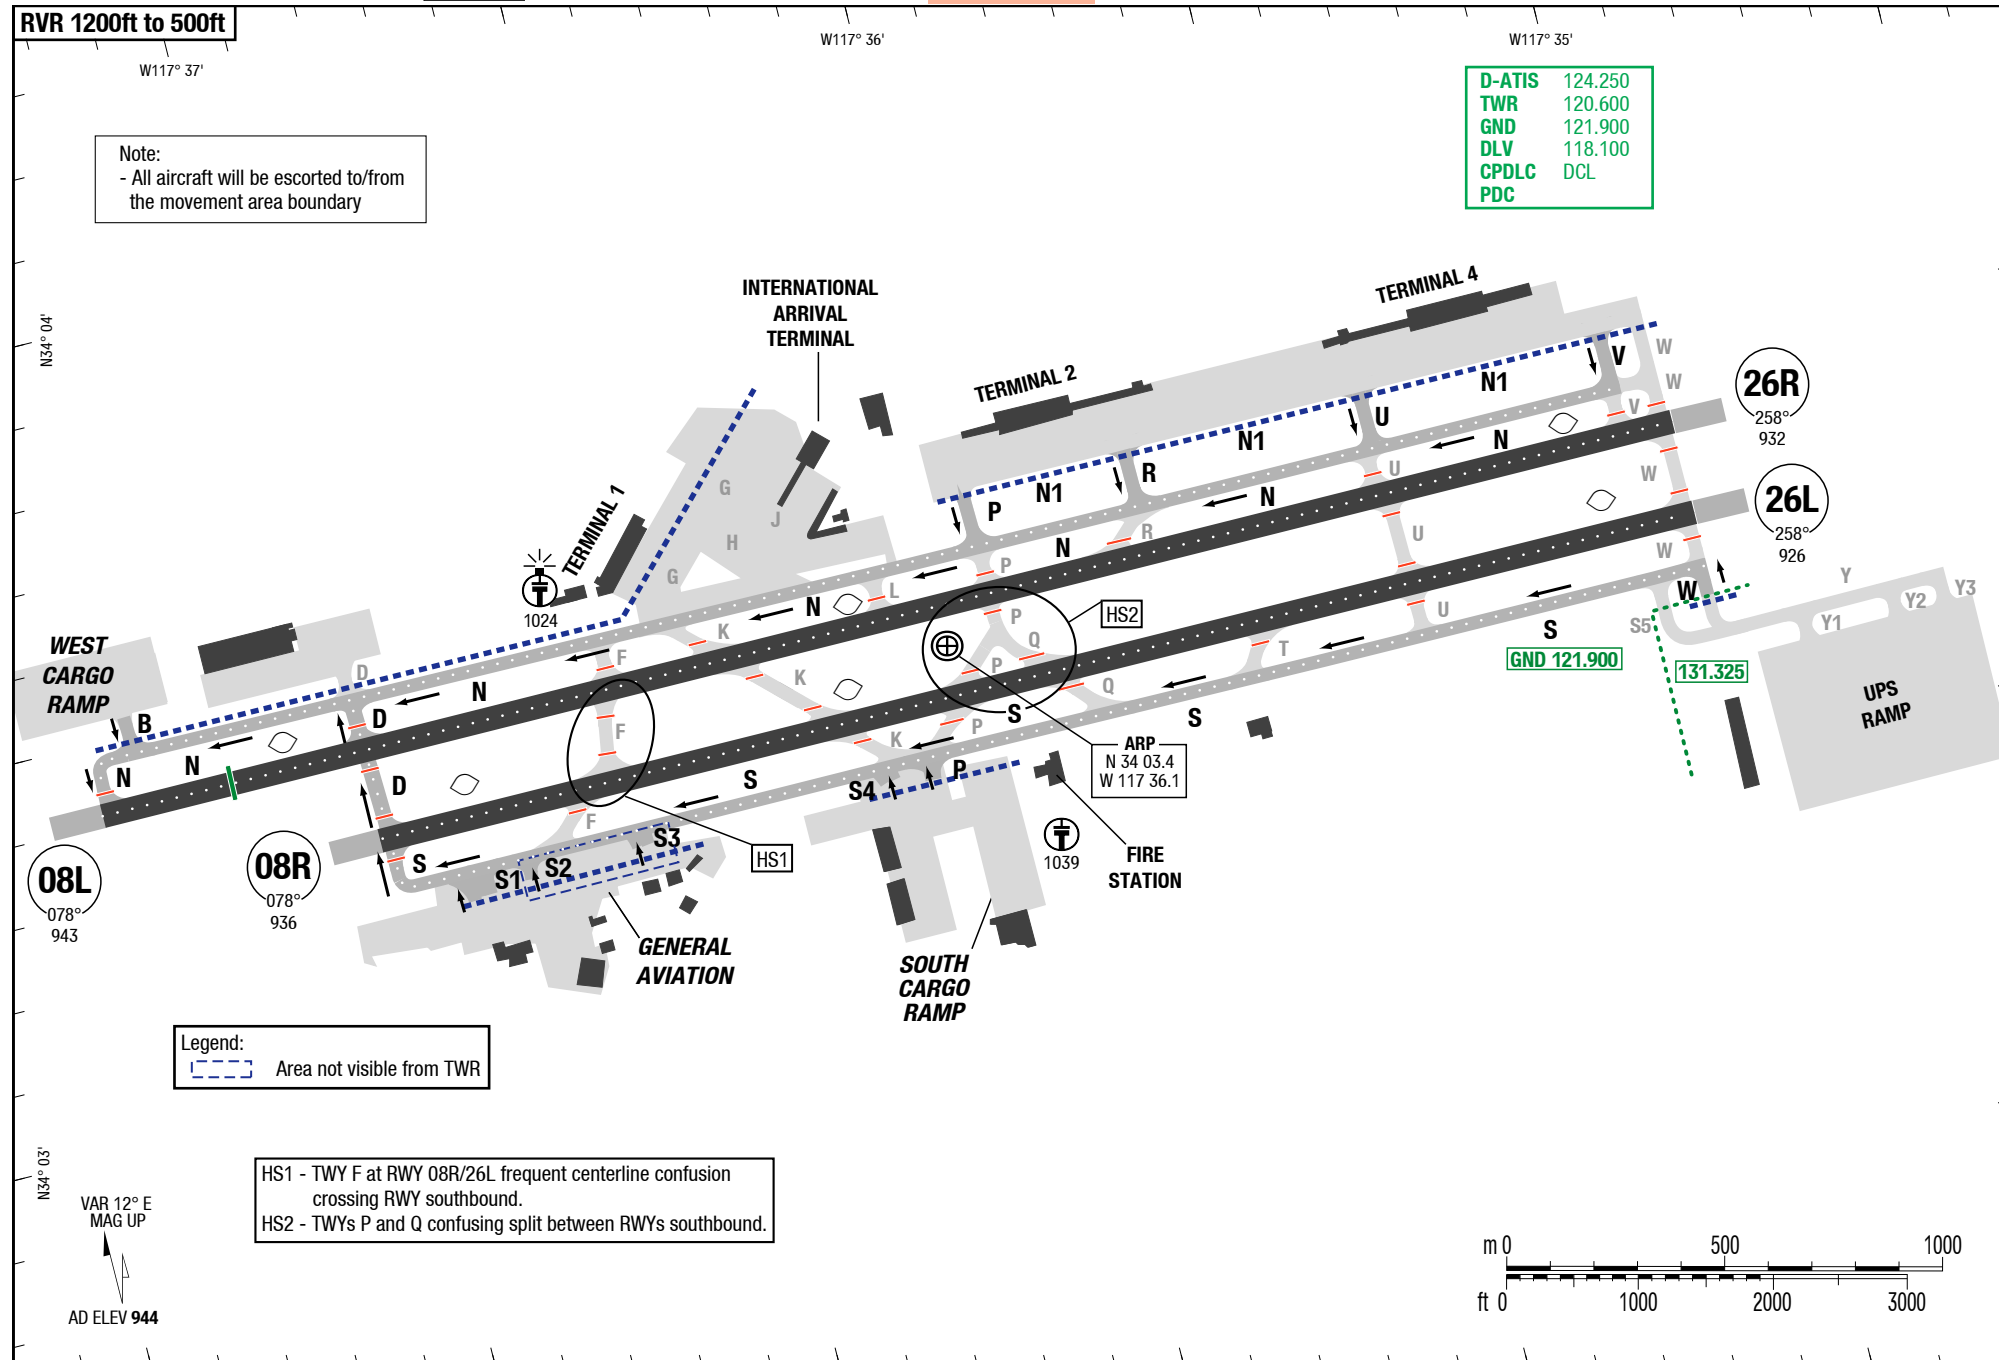 RVR 1200ft to 500ft
W117° 37'
W117° 36'
W117° 35'
D-ATIS 124.250
TWR 120.600
GND 121.900
DLV 118.100
CPDLC DCL
PDC
Note:
- All aircraft will be escorted to/from
the movement area boundary
N34° 04'
INTERNATIONAL
ARRIVAL
TERMINAL
TERMINAL 4
TERMINAL 2
TERMINAL 1
1024
V
W
W
V
N1
N1
N1
U
R
P
N
N
N
N
N
N
N
U
R
P
L
G
J
H
G
26R
258°
932
26L
258°
926
W
W
W
U
U
T
S5
Y
Y1
Y2
Y3
UPS
RAMP
S
GND 121.900
131.325
HS2
P
Q
P
Q
P
K
K
K
F
F
F
WEST
CARGO
RAMP
B
D
D
D
S
S
S
S
S4
P
S3
S2
S1
HS1
ARP
N 34 03.4
W 117 36.1
1039
FIRE
STATION
08L
078°
943
08R
078°
936
GENERAL
AVIATION
SOUTH
CARGO
RAMP
Legend:
Area not visible from TWR
N34° 03'
HS1 - TWY F at RWY 08R/26L frequent centerline confusion
crossing RWY southbound.
HS2 - TWYs P and Q confusing split between RWYs southbound.
VAR 12° E
MAG UP
AD ELEV 944
m 0 500 1000
ft 0 1000 2000 3000